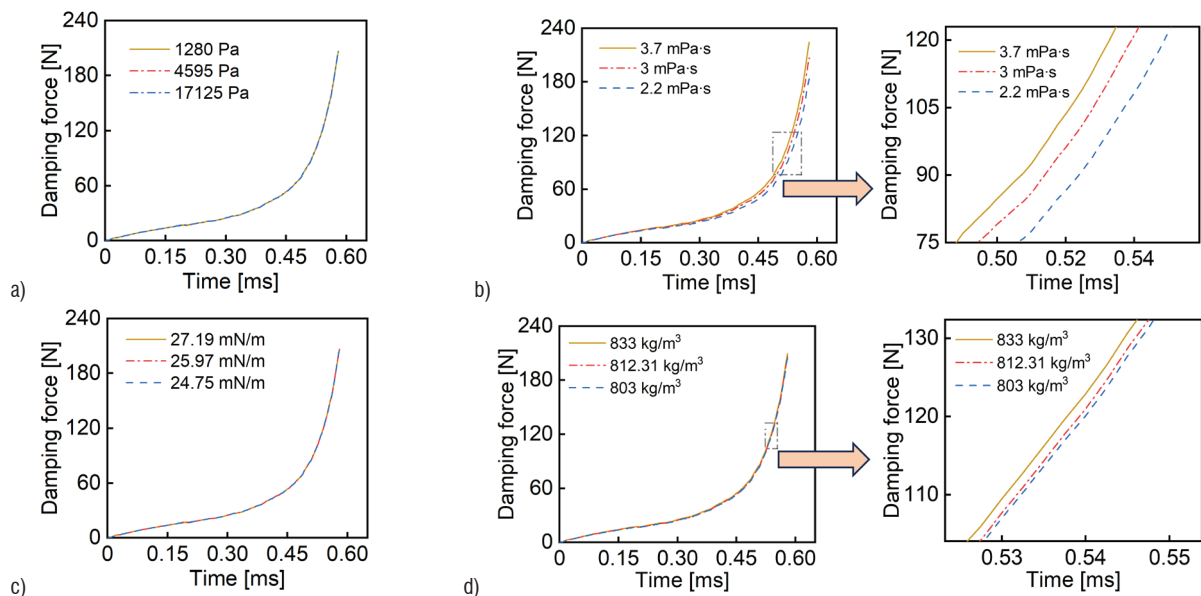 240
180
120
60
0
Damping force [N]
1280 Pa
4595 Pa
17125 Pa
0 0.15 0.30 0.45 0.60
Time [ms]
a)
240
180
120
60
0
Damping force [N]
3.7 mPa·s
3 mPa·s
2.2 mPa·s
0 0.15 0.30 0.45 0.60
Time [ms]
b)
120
105
90
75
Damping force [N]
3.7 mPa·s
3 mPa·s
2.2 mPa·s
0.50 0.52 0.54
Time [ms]
240
180
120
60
0
Damping force [N]
27.19 mN/m
25.97 mN/m
24.75 mN/m
0 0.15 0.30 0.45 0.60
Time [ms]
c)
240
180
120
60
0
Damping force [N]
833 kg/m³
812.31 kg/m³
803 kg/m³
0 0.15 0.30 0.45 0.60
Time [ms]
d)
130
120
110
Damping force [N]
833 kg/m³
812.31 kg/m³
803 kg/m³
0.53 0.54 0.55
Time [ms]